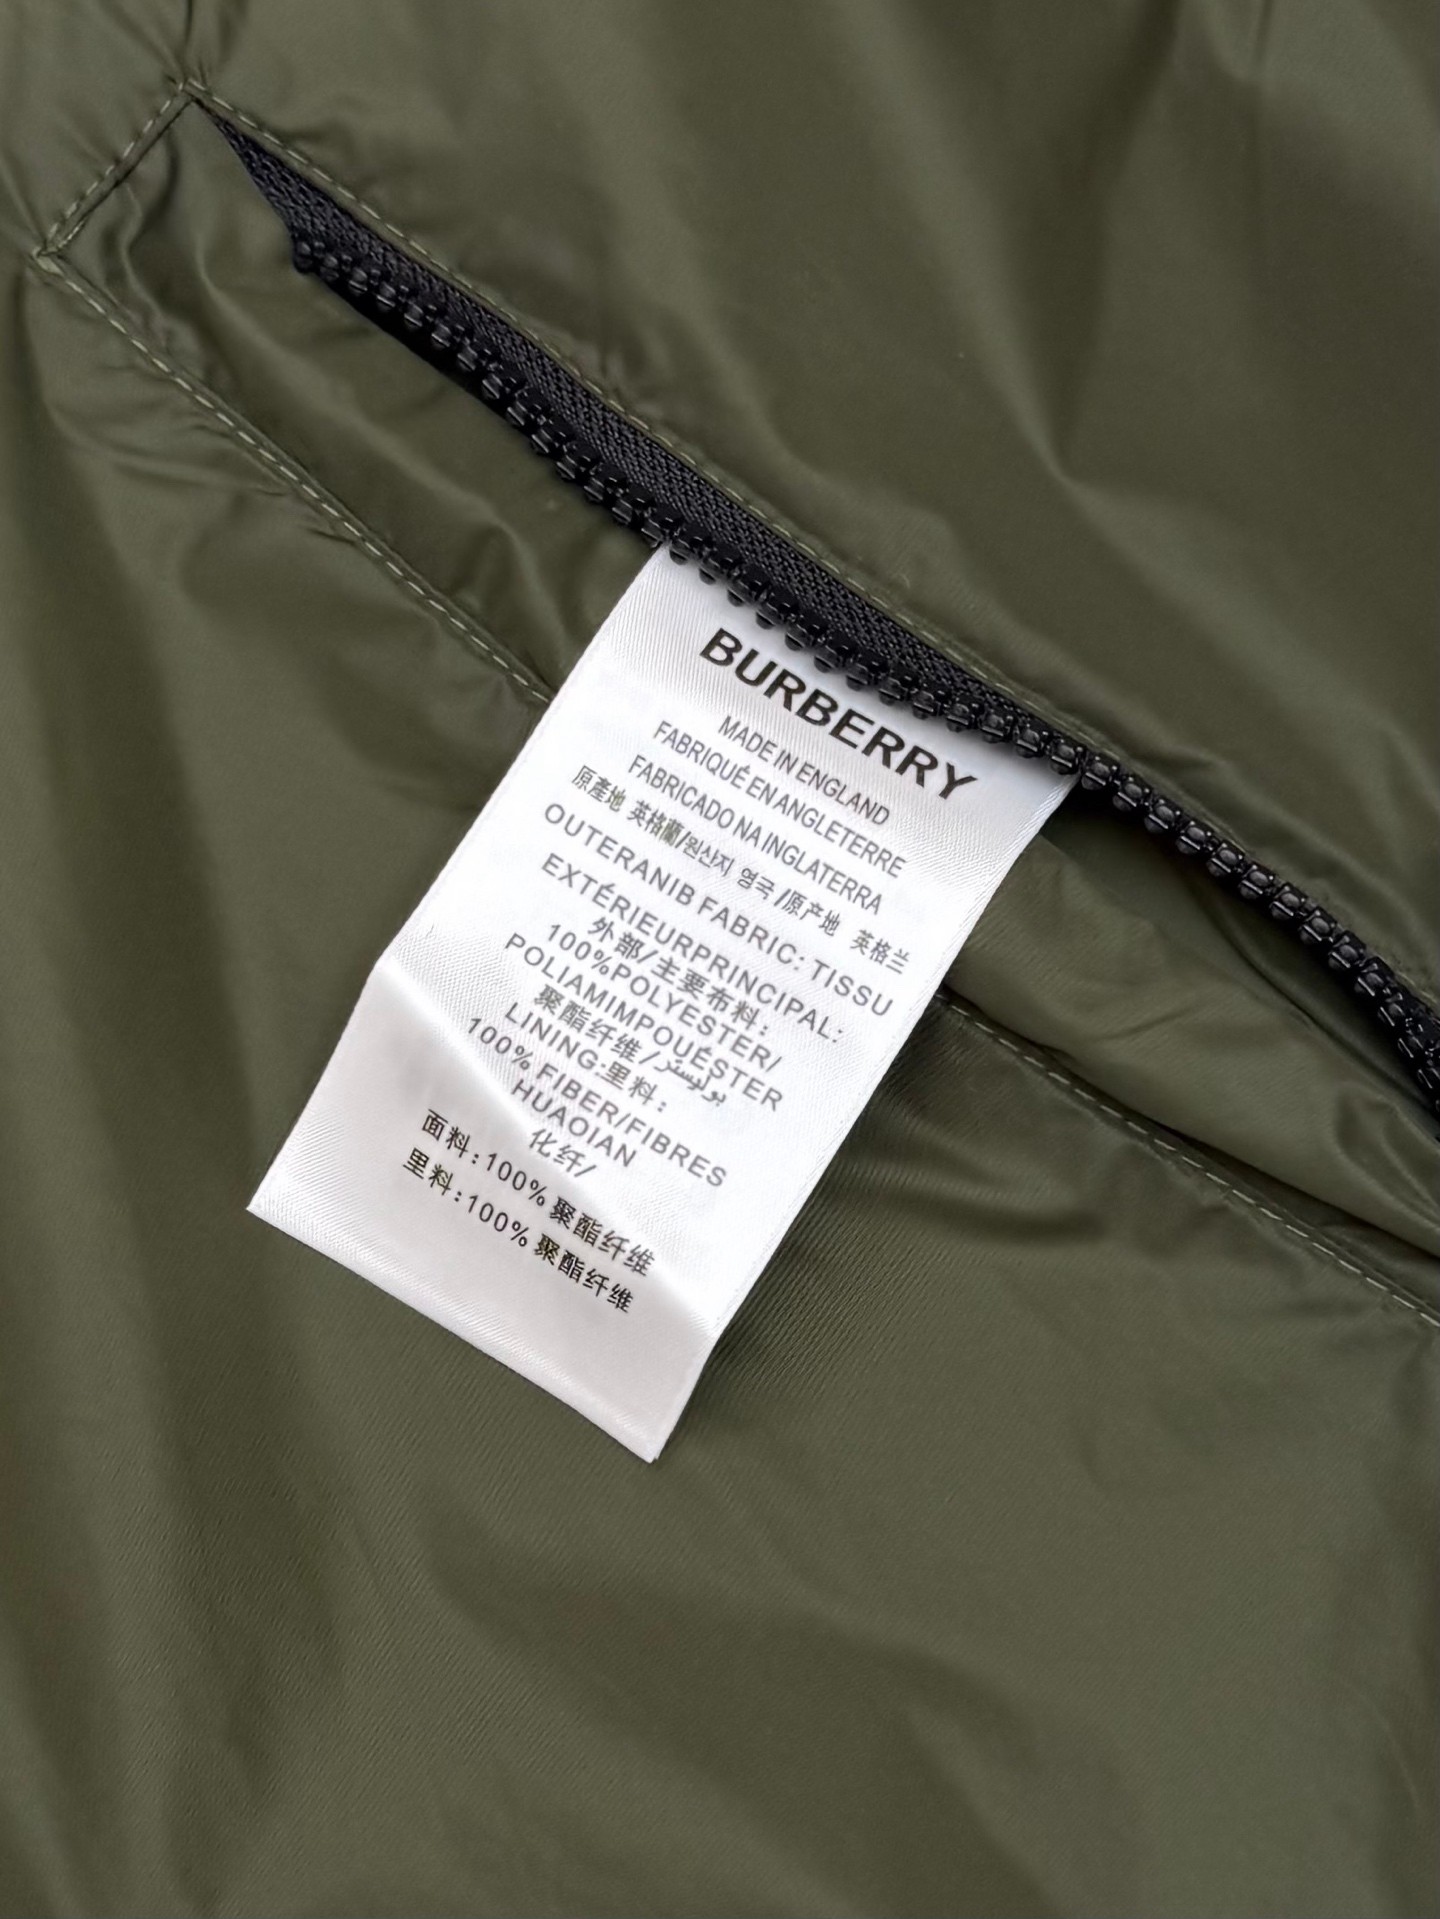 BURBERRY
MADE IN ENGLAND
FABRIQUÉ EN ANGLETERRE
FABRICADO NA INGLATERRA
原產地 英格蘭/원산지 영국/原产地 英格兰
OUTERANIB FABRIC: TISSU
EXTÉRIEURPRINCIPAL:
外部/主要布料:
100%POLYESTER/
POLIAMIMPOUÉSTER
聚酯纤维/بوليستر
LINING:里料:
100% FIBER/FIBRES
HUAOIAN
化纤/
面料:100% 聚酯纤维
里料:100% 聚酯纤维